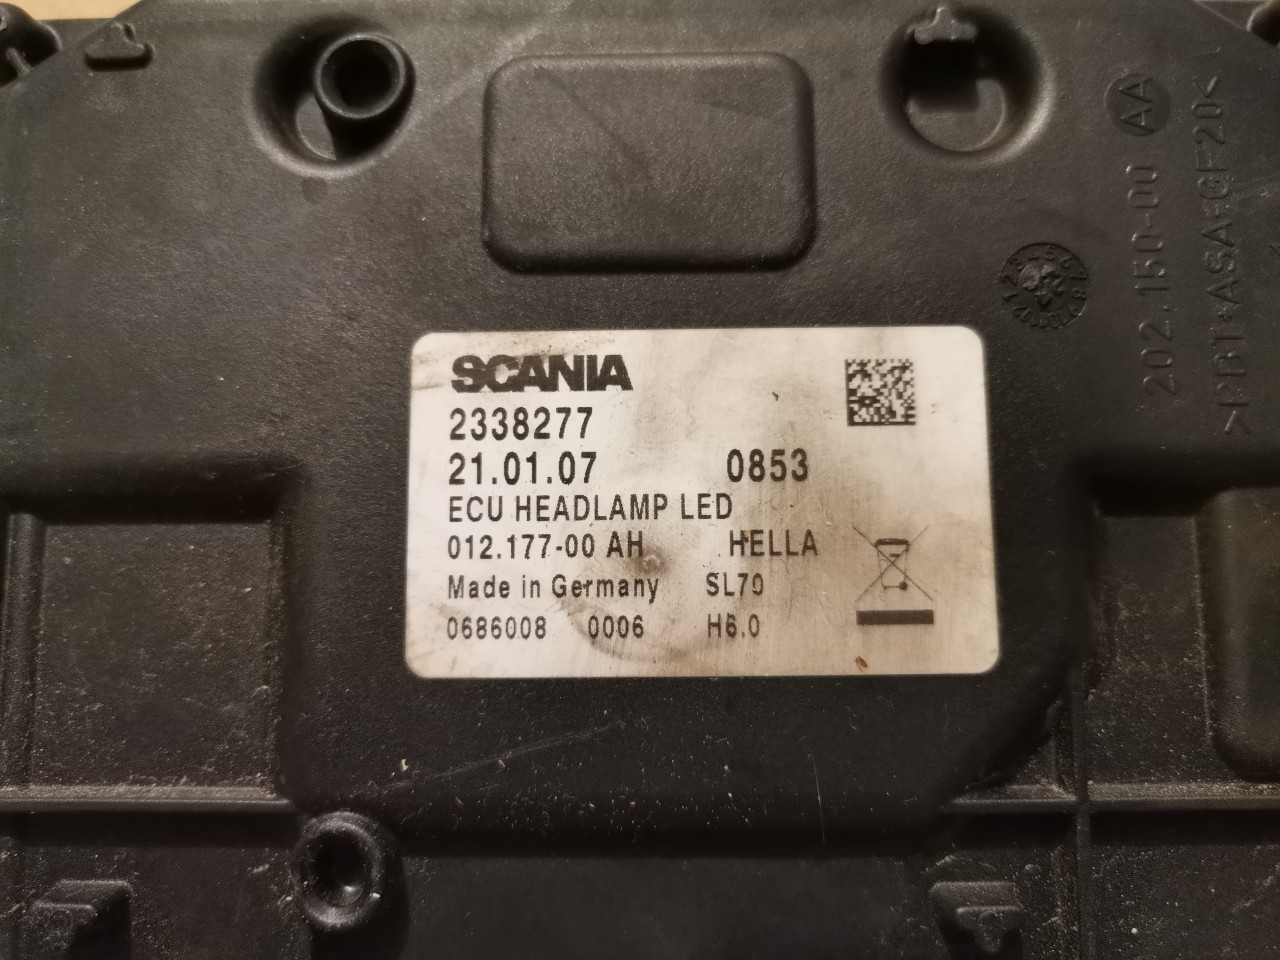 SCANIA
2338277
21.01.07 0853
ECU HEADLAMP LED
012.177-00 AH HELLA
Made in Germany SL70
0686008 0006 H6.0
202.150-00 AA
>PBT+ASA-GF20<